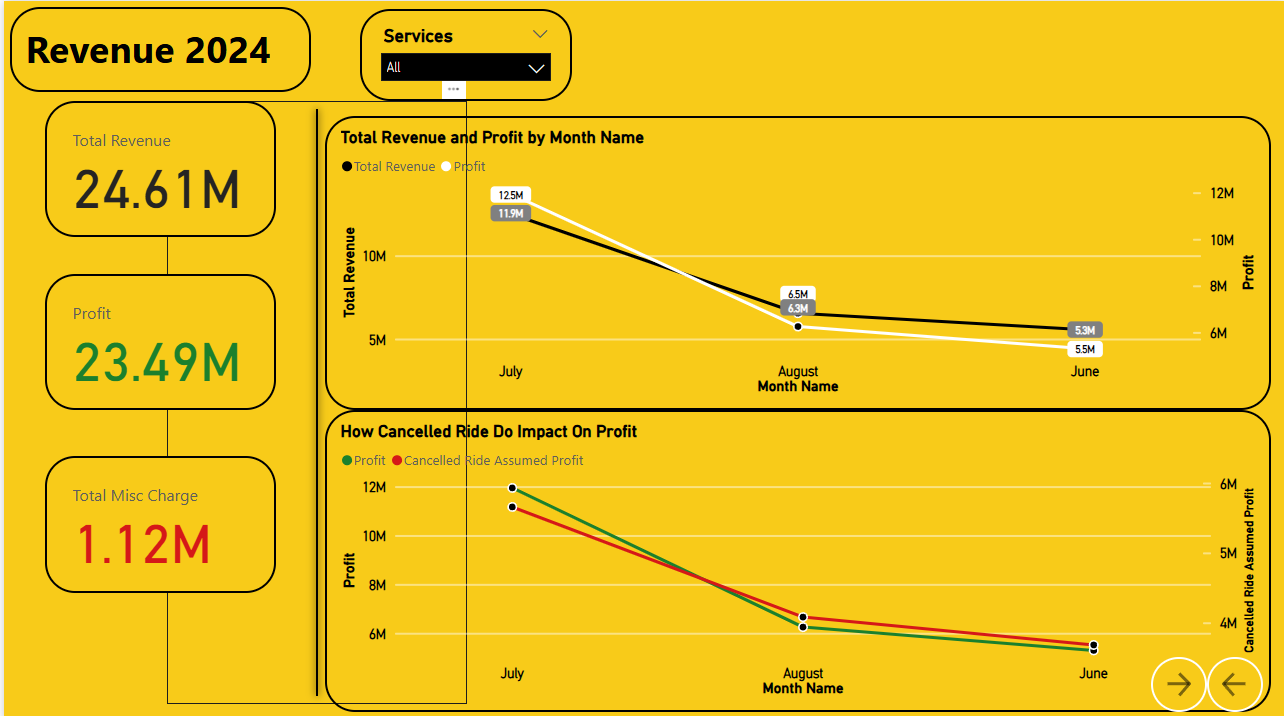 Revenue 2024
Services
All
Total Revenue
24.61M
Profit
23.49M
Total Misc Charge
1.12M
Total Revenue and Profit by Month Name
Total Revenue Profit
12.5M
11.9M
6.5M
6.3M
5.3M
5.5M
Total Revenue
10M
5M
12M
10M
8M
6M
Profit
July August June
Month Name
How Cancelled Ride Do Impact On Profit
Profit Cancelled Ride Assumed Profit
Profit
12M
10M
8M
6M
6M
5M
4M
Cancelled Ride Assumed Profit
July August June
Month Name